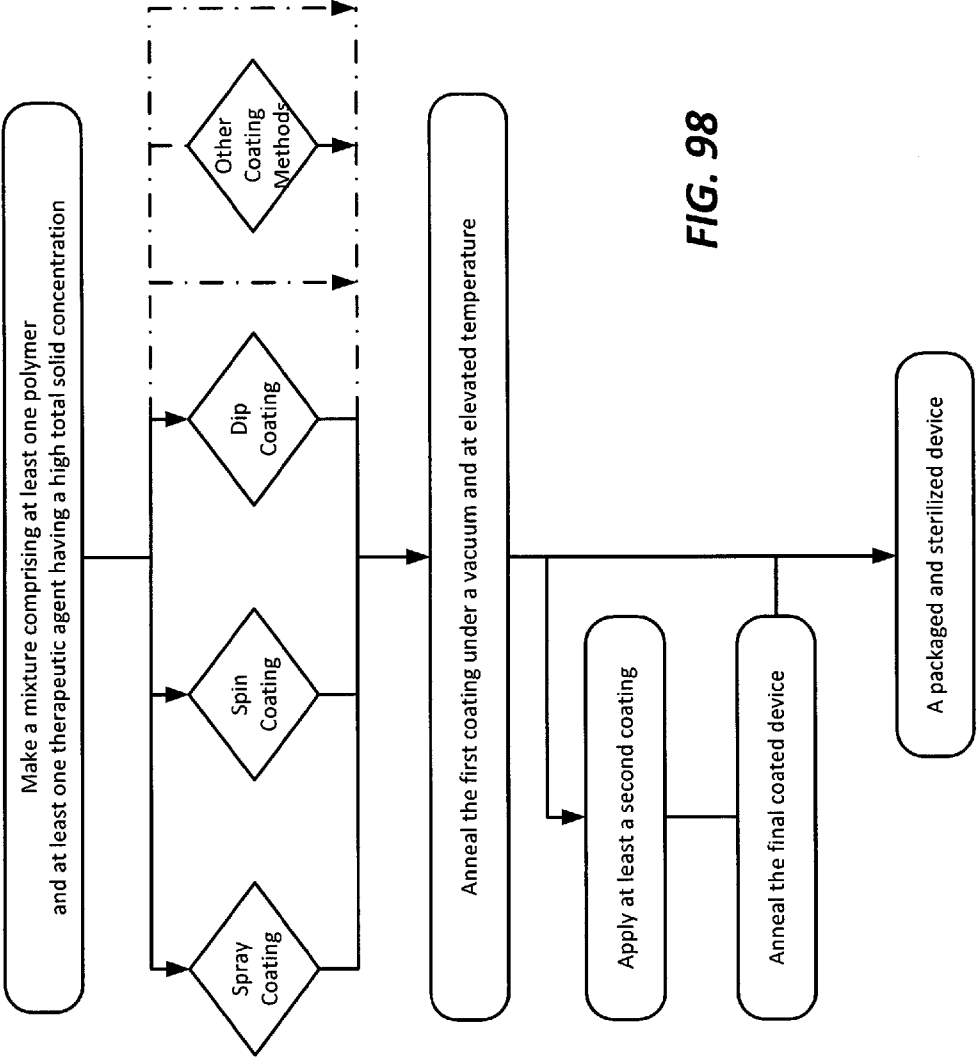 Make a mixture comprising at least one polymer
and at least one therapeutic agent having a high total solid concentration
Spray
Coating
Spin
Coating
Dip
Coating
Other
Coating
Methods
Anneal the first coating under a vacuum and at elevated temperature
Apply at least a second coating
Anneal the final coated device
A packaged and sterilized device
FIG. 98